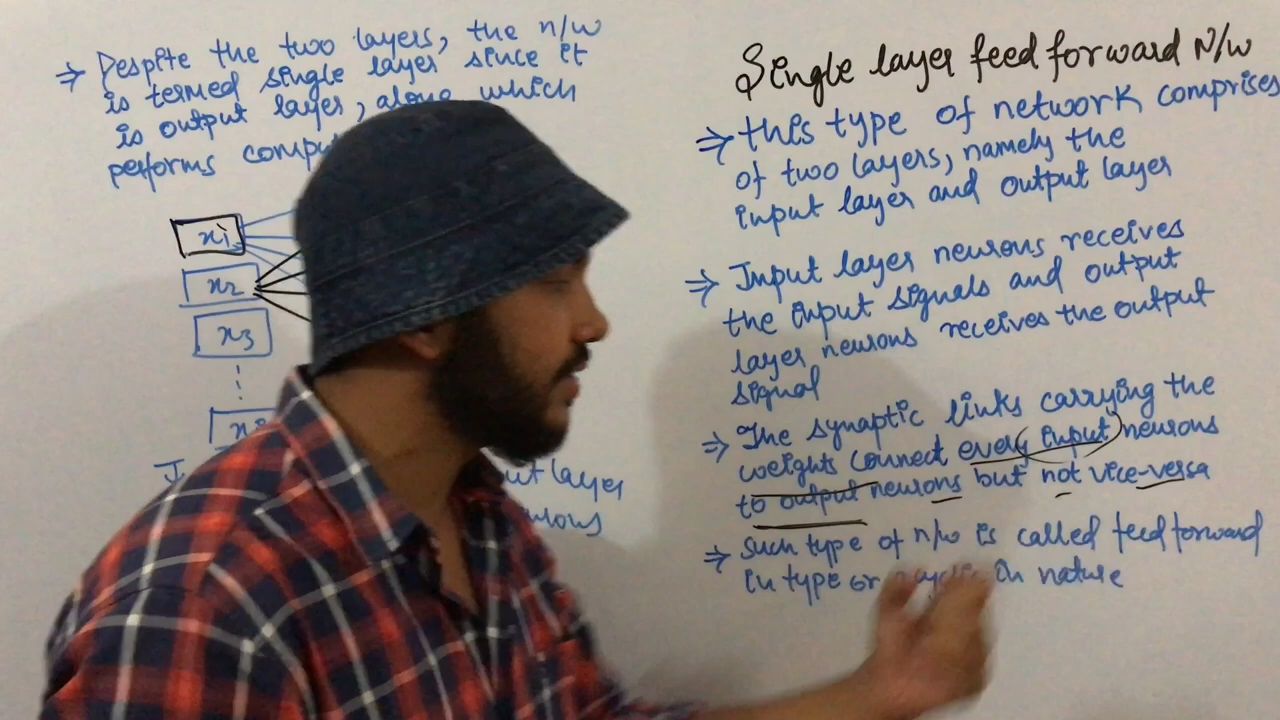 ⇒ Despite the two layers, the n/w
is termed single layer since it
is output layer, alone which
performs
x1
x2
x3
layer
Single layer feed forward N/w
⇒ this type of network comprises
of two layers, namely the
input layer and output layer
⇒ Input layer neurons receives
the input signals and output
layer neurons receives the output
signal
⇒ The synaptic links carrying the
weights connect every input neurons
to output neurons but not vice-versa
⇒ Such type of n/w is called feed forward
in type or in nature